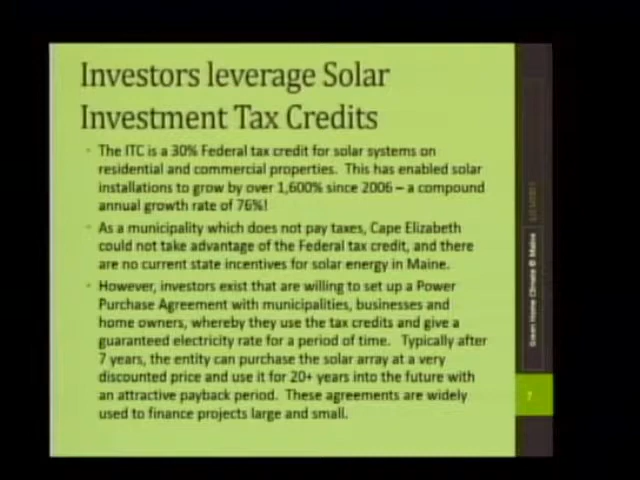 Investors leverage Solar
Investment Tax Credits
The ITC is a 30% Federal tax credit for solar systems on
residential and commercial properties. This has enabled solar
installations to grow by over 1,600% since 2006 – a compound
annual growth rate of 76%!
As a municipality which does not pay taxes, Cape Elizabeth
could not take advantage of the Federal tax credit, and there
are no current state incentives for solar energy in Maine.
However, investors exist that are willing to set up a Power
Purchase Agreement with municipalities, businesses and
home owners, whereby they use the tax credits and give a
guaranteed electricity rate for a period of time. Typically after
7 years, the entity can purchase the solar array at a very
discounted price and use it for 20+ years into the future with
an attractive payback period. These agreements are widely
used to finance projects large and small.
Green Home Climate @ Maine
7